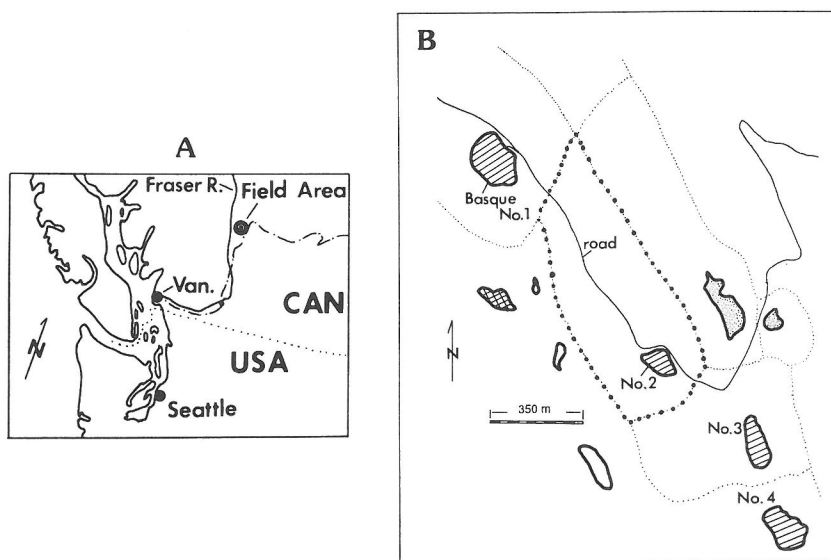 A
Fraser R.
Field Area
Van.
CAN
USA
N
Seattle
B
Basque
No.1
road
N
No.2
350 m
No.3
No.4